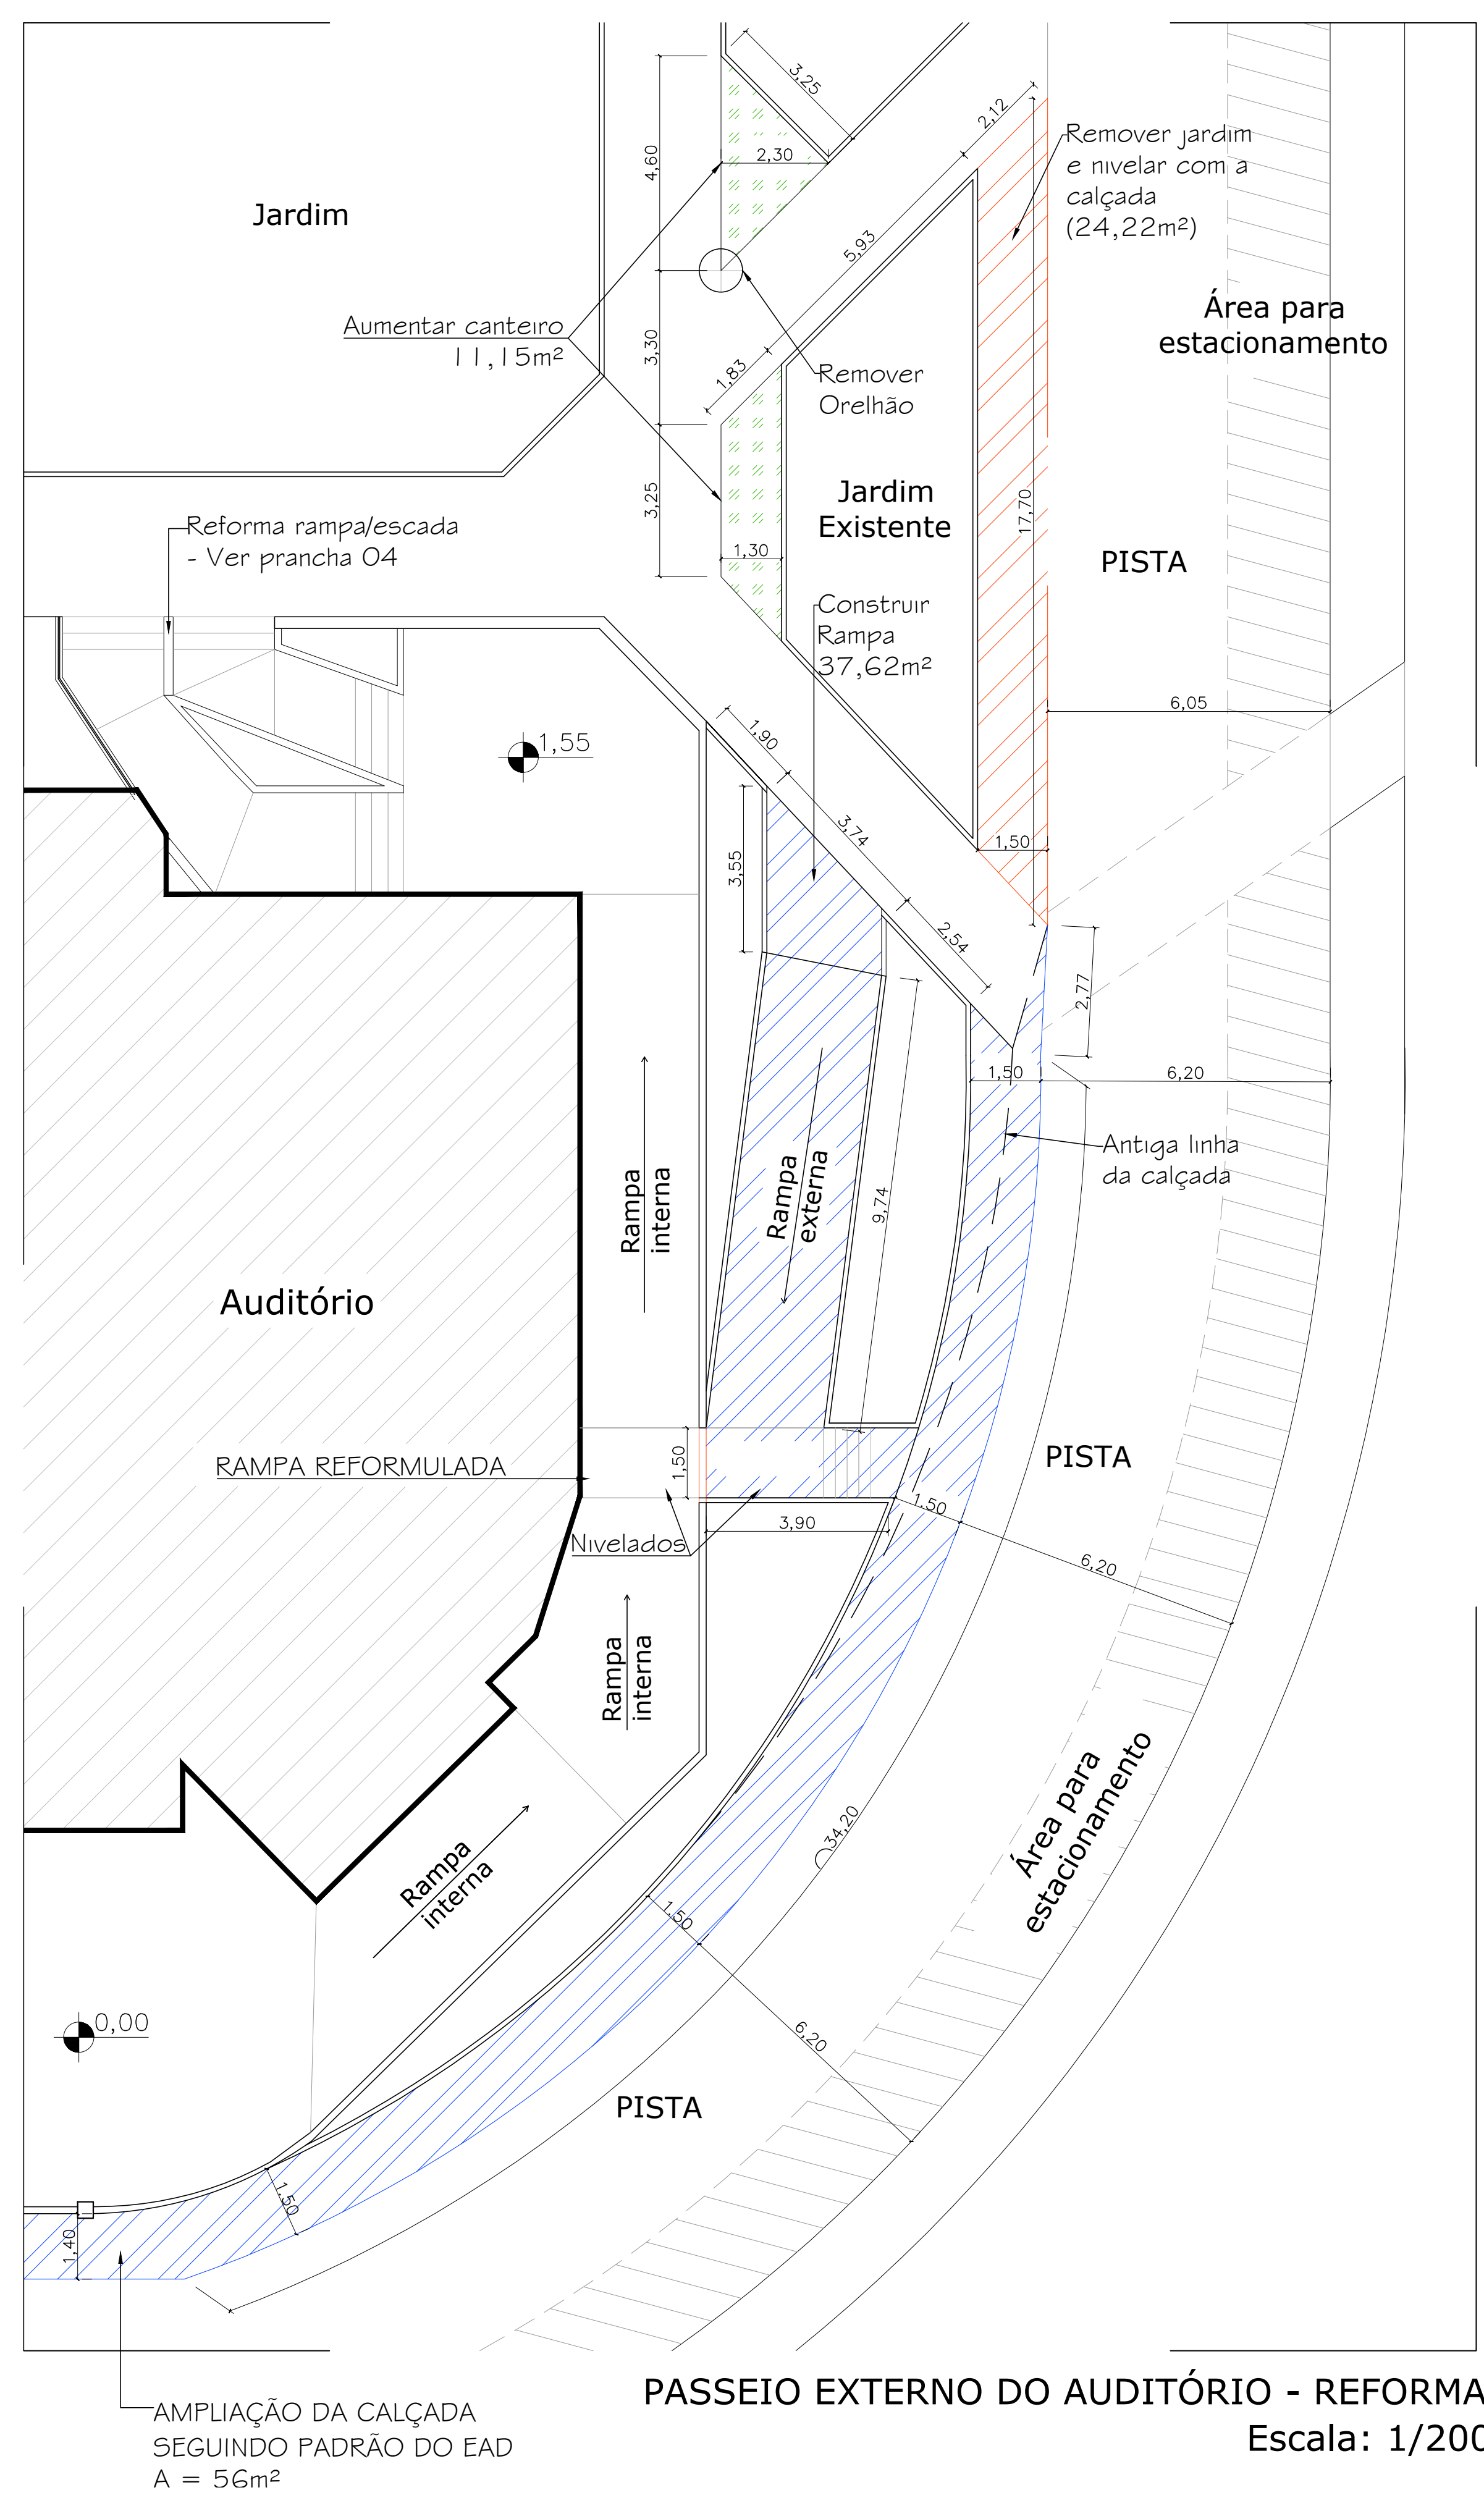 3,25
2,12
Remover jardim
e nivelar com a
calçada
(24,22m²)
4,60
2,30
Jardim
5,93
Área para
estacionamento
Aumentar canteiro
11,15m²
3,30
1,83
Remover
Orelhão
3,25
Jardim
Existente
17,70
Reforma rampa/escada
- Ver prancha 04
1,30
PISTA
Construir
Rampa
37,62m²
6,05
1,90
1,55
3,74
1,50
3,55
2,54
2,77
1,50
6,20
Antiga linha
da calçada
Rampa
interna
Rampa
externa
9,74
Auditório
RAMPA REFORMULADA
1,50
PISTA
1,50
3,90
Nivelados
6,20
Rampa
interna
Área para
estacionamento
34,20
Rampa
interna
1,50
0,00
6,20
PISTA
1,50
1,40
PASSEIO EXTERNO DO AUDITÓRIO - REFORMA
Escala: 1/200
AMPLIAÇÃO DA CALÇADA
SEGUINDO PADRÃO DO EAD
A = 56m²